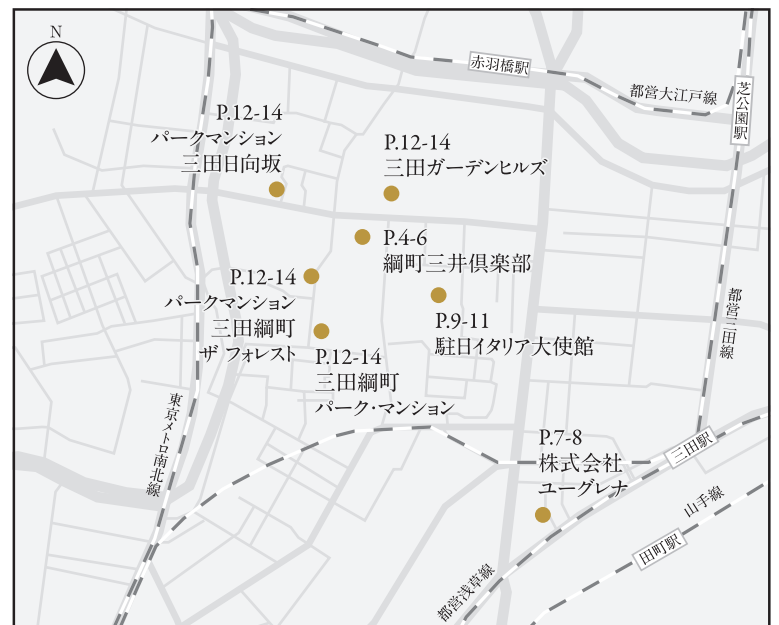 N
赤羽橋駅
都営大江戸線
芝公園駅
P.12-14
パークマンション
三田日向坂
P.12-14
三田ガーデンヒルズ
P.4-6
綱町三井倶楽部
P.12-14
パークマンション
三田綱町
ザ フォレスト
P.9-11
駐日イタリア大使館
都営三田線
P.12-14
三田綱町
パーク・マンション
東京メトロ南北線
P.7-8
株式会社
ユーグレナ
三田駅
山手線
田町駅
都営浅草線